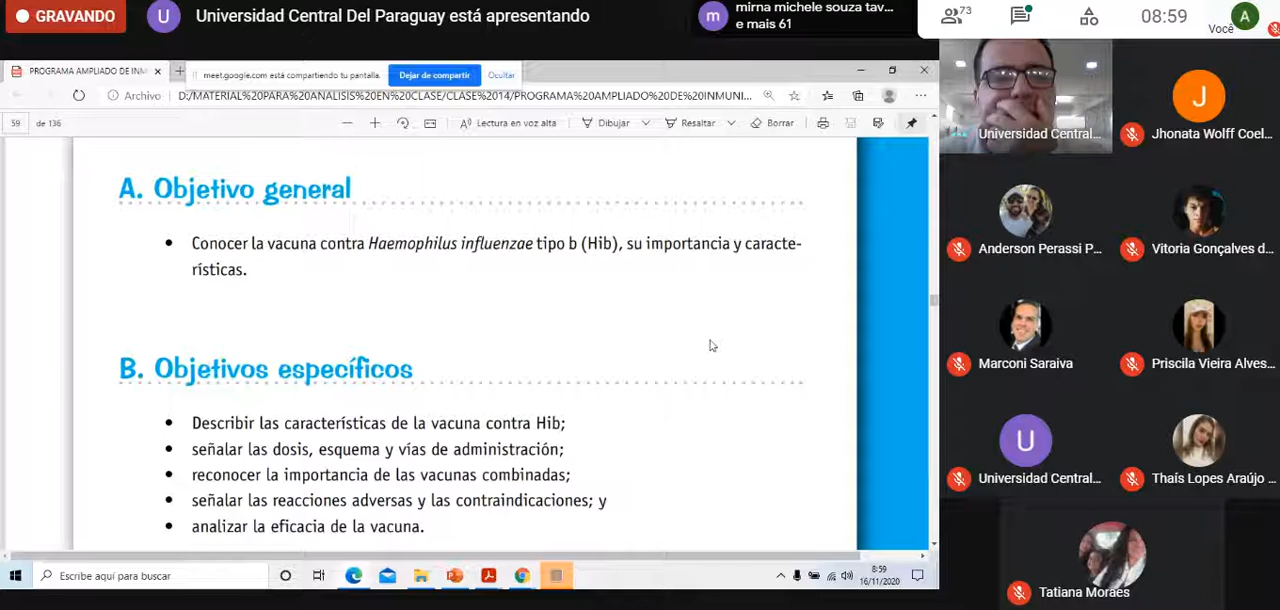 GRAVANDO
U
Universidad Central Del Paraguay está apresentando
m
mirna michele souza tav...
e mais 61
73
08:59
Você
A
PROGRAMA AMPLIADO DE INM
meet.google.com está compartiendo tu pantalla.
Dejar de compartir
Ocultar
Archivo
D:/MATERIAL%20PARA%20ANALISIS%20EN%20CLASE/CLASE%2014/PROGRAMA%20AMPLIADO%20DE%20INMUNI...
59
de 136
Lectura en voz alta
Dibujar
Resaltar
Borrar
A. Objetivo general
• Conocer la vacuna contra Haemophilus influenzae tipo b (Hib), su importancia y caracte-
rísticas.
B. Objetivos específicos
• Describir las características de la vacuna contra Hib;
• señalar las dosis, esquema y vías de administración;
• reconocer la importancia de las vacunas combinadas;
• señalar las reacciones adversas y las contraindicaciones; y
• analizar la eficacia de la vacuna.
Escribe aquí para buscar
8:59
16/11/2020
Universidad Central...
J
Jhonata Wolff Coel...
Anderson Perassi P...
Vitoria Gonçalves d...
Marconi Saraiva
Priscila Vieira Alves...
U
Universidad Central...
Thaís Lopes Araújo ...
Tatiana Moraes